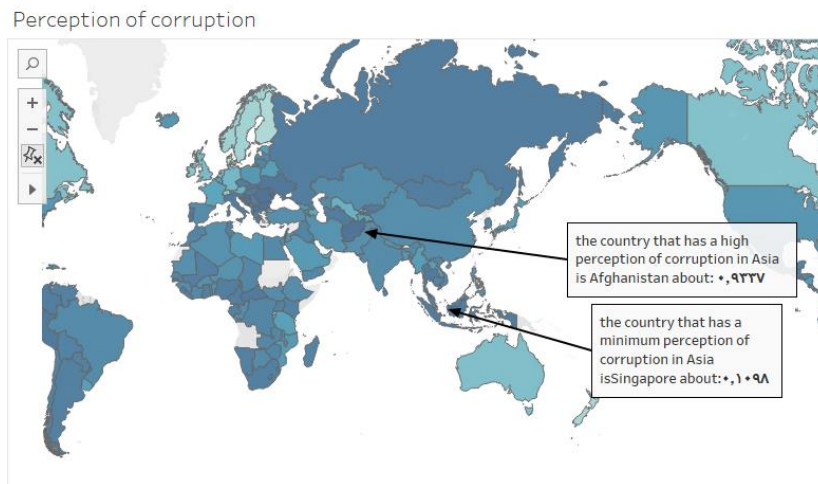 Perception of corruption
the country that has a high
perception of corruption in Asia
is Afghanistan about: ٠,٩٣٣٧
the country that has a
minimum perception of
corruption in Asia
isSingapore about:٠,١٠٩٨